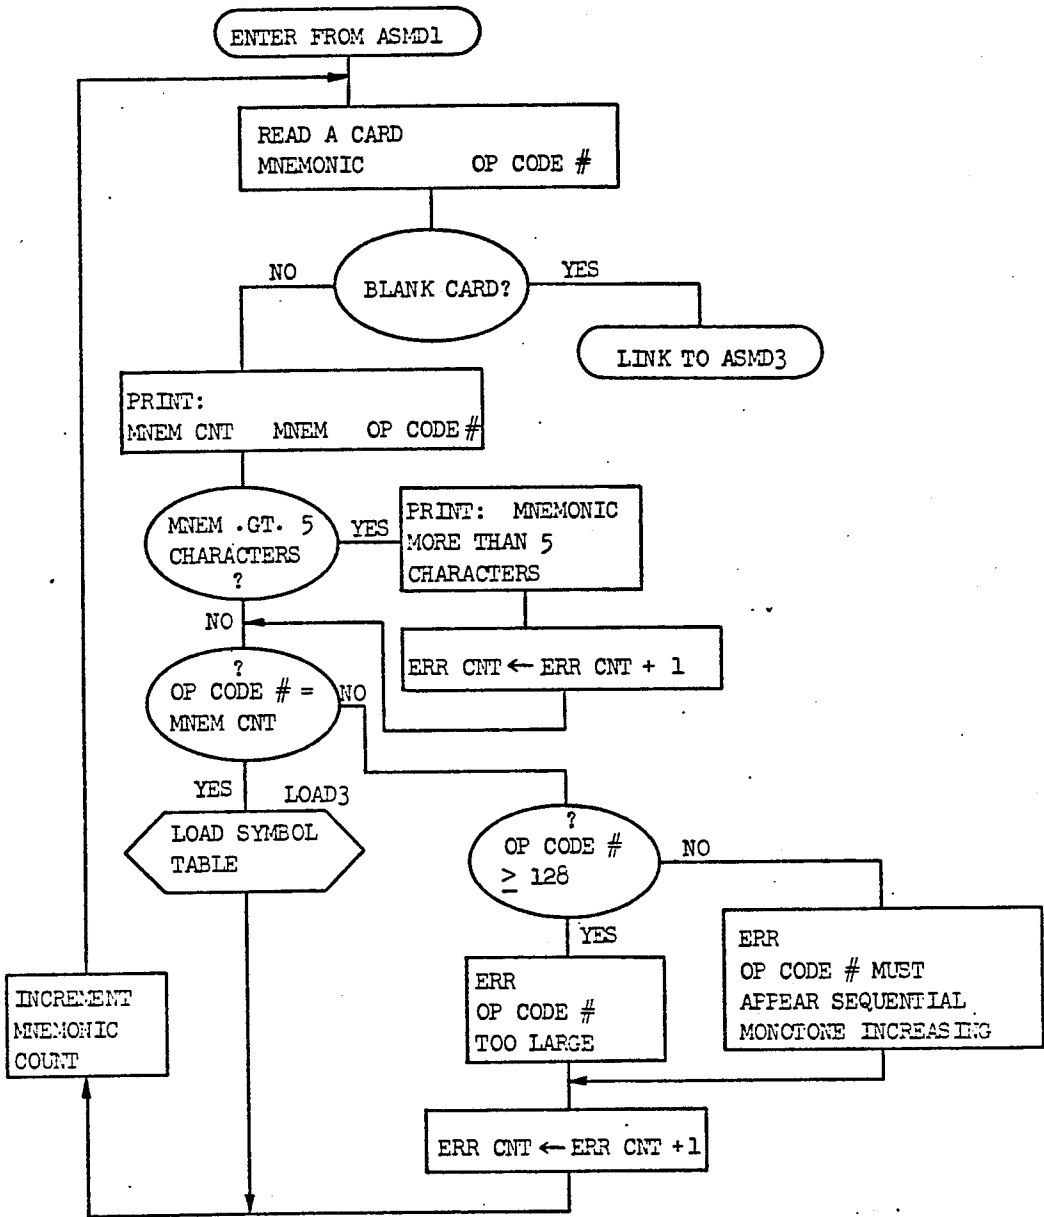 ENTER FROM ASMD1
READ A CARD
MNEMONIC OP CODE #
BLANK CARD?
NO
YES
LINK TO ASMD3
PRINT:
MNEM CNT MNEM OP CODE #
MNEM .GT. 5
CHARACTERS
?
YES
PRINT: MNEMONIC
MORE THAN 5
CHARACTERS
NO
ERR CNT ← ERR CNT + 1
?
OP CODE # =
MNEM CNT
NO
YES
LOAD3
LOAD SYMBOL
TABLE
?
OP CODE #
≥ 128
NO
YES
ERR
OP CODE #
TOO LARGE
ERR
OP CODE # MUST
APPEAR SEQUENTIAL
MONOTONE INCREASING
INCREMENT
MNEMONIC
COUNT
ERR CNT ← ERR CNT +1